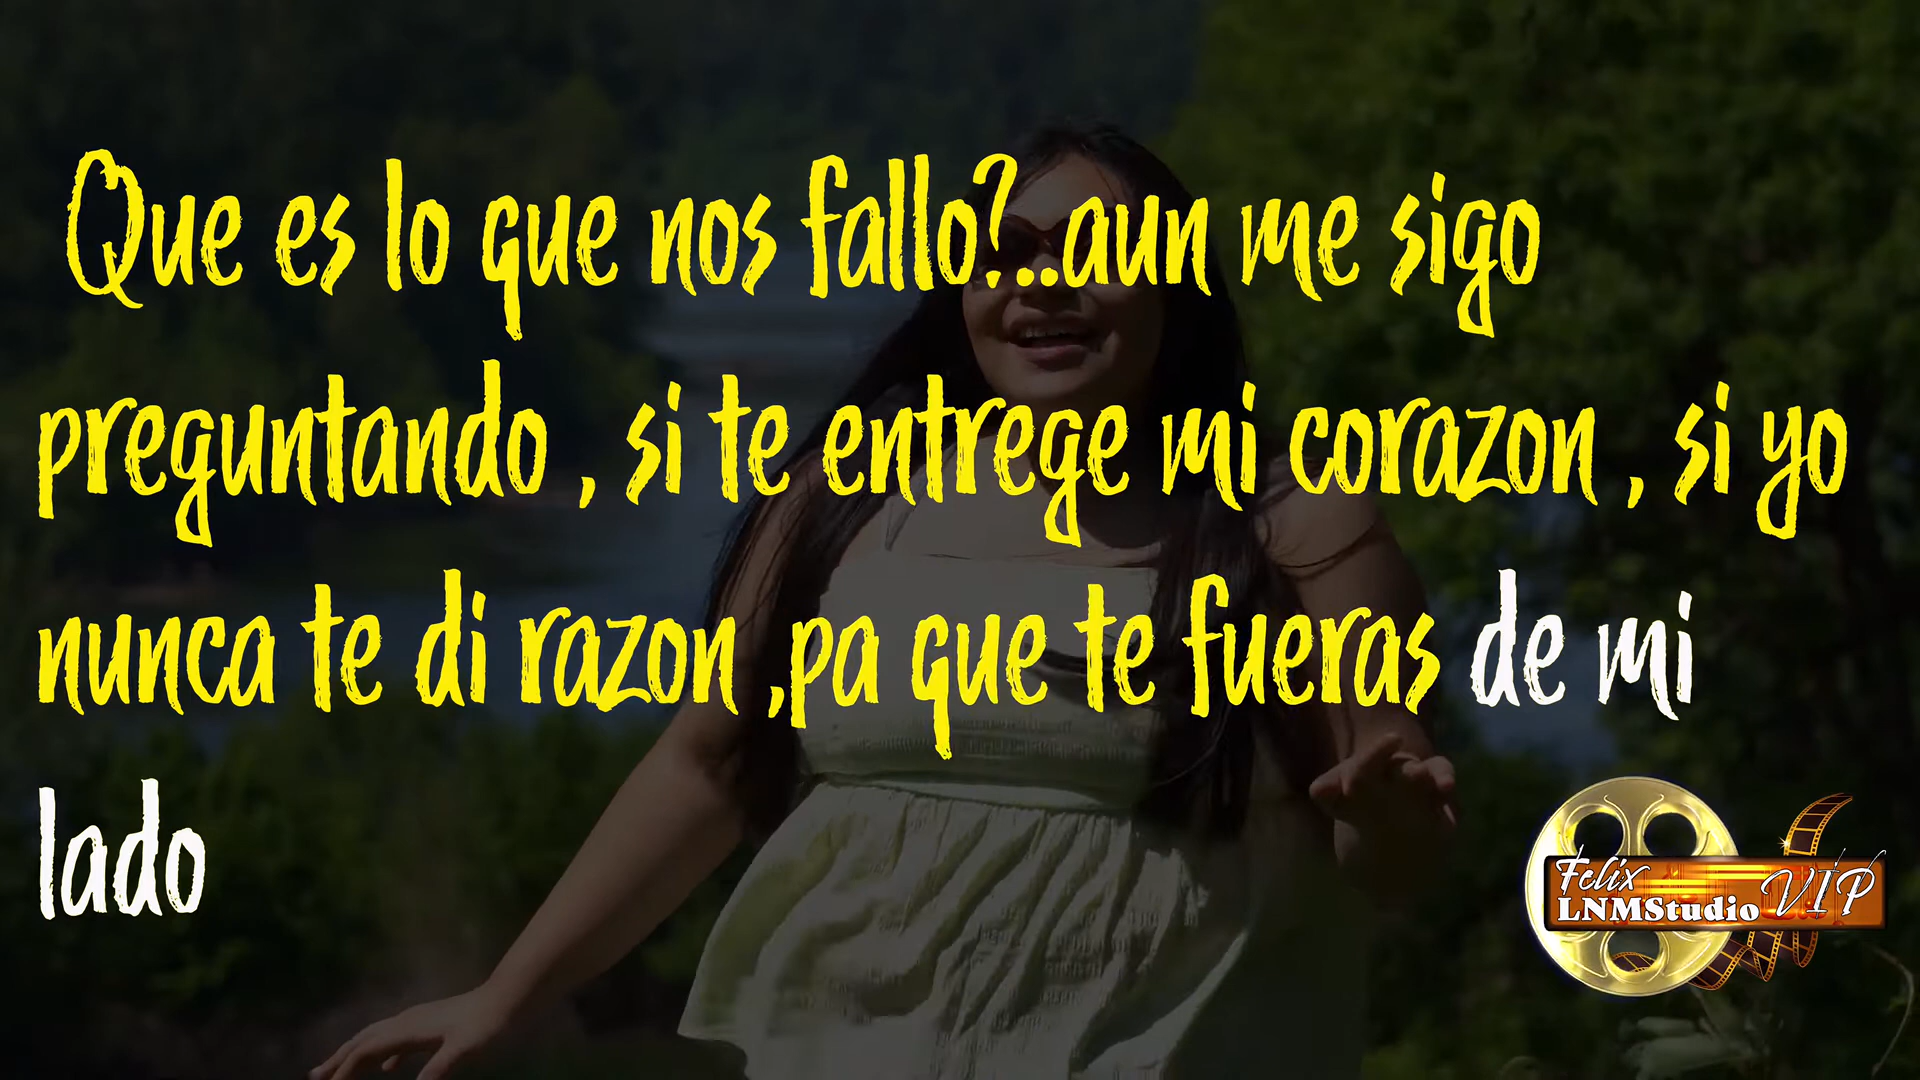 Que es lo que nos fallo?...aun me sigo
preguntando , si te entrege mi corazon , si yo
nunca te di razon ,pa que te fueras de mi
lado
Felix
LNMStudio VIP